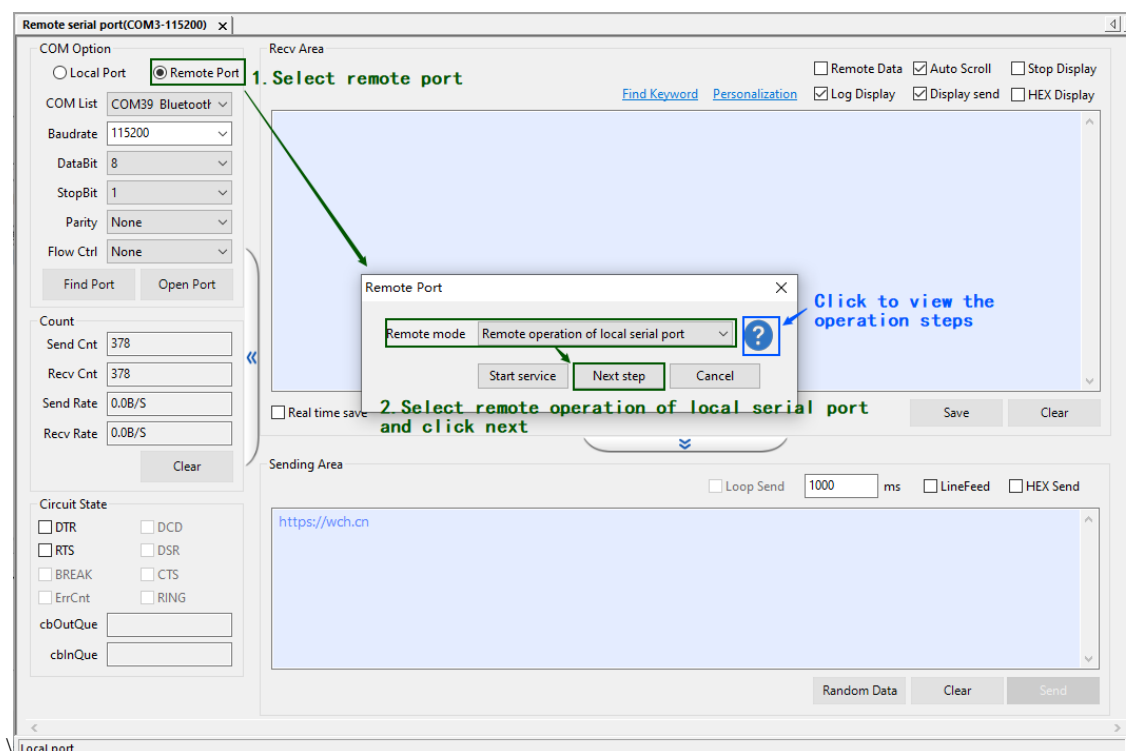 Remote serial port(COM3-115200) x
COM Option
Local Port Remote Port
COM List COM39 Bluetooth
Baudrate 115200
DataBit 8
StopBit 1
Parity None
Flow Ctrl None
Find Port Open Port
Count
Send Cnt 378
Recv Cnt 378
Send Rate 0.0B/S
Recv Rate 0.0B/S
Clear
Circuit State
DTR DCD
RTS DSR
BREAK CTS
ErrCnt RING
cbOutQue
cbInQue
Recv Area
1.Select remote port
Remote Data Auto Scroll Stop Display
Find Keyword Personalization Log Display Display send HEX Display
Remote Port
Remote mode Remote operation of local serial port ?
Start service Next step Cancel
Click to view the
operation steps
Real time save
2.Select remote operation of local serial port
and click next
Save Clear
Sending Area
Loop Send 1000 ms LineFeed HEX Send
https://wch.cn
Random Data Clear Send
\
Local port